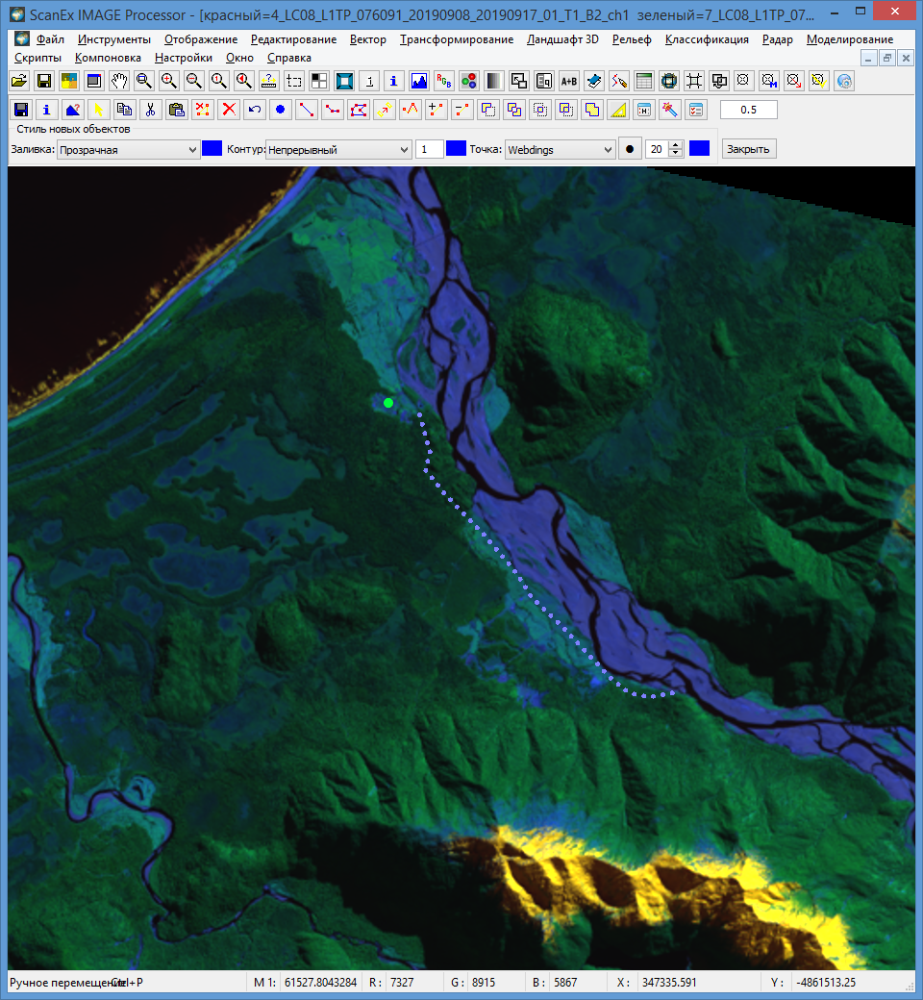 ScanEx IMAGE Processor - [красный=4_LC08_L1TP_076091_20190908_20190917_01_T1_B2_ch1 зеленый=7_LC08_L1TP_07...
Файл Инструменты Отображение Редактирование Вектор Трансформирование Ландшафт 3D Рельеф Классификация Радар Моделирование
Скрипты Компоновка Настройки Окно Справка
0.5
Стиль новых объектов
Заливка: Прозрачная Контур: Непрерывный 1 Точка: Webdings 20 Закрыть
Ручное перемещение Ctrl+P М 1: 61527.8043284 R: 7327 G: 8915 B: 5867 X: 347335.591 Y: -4861513.25